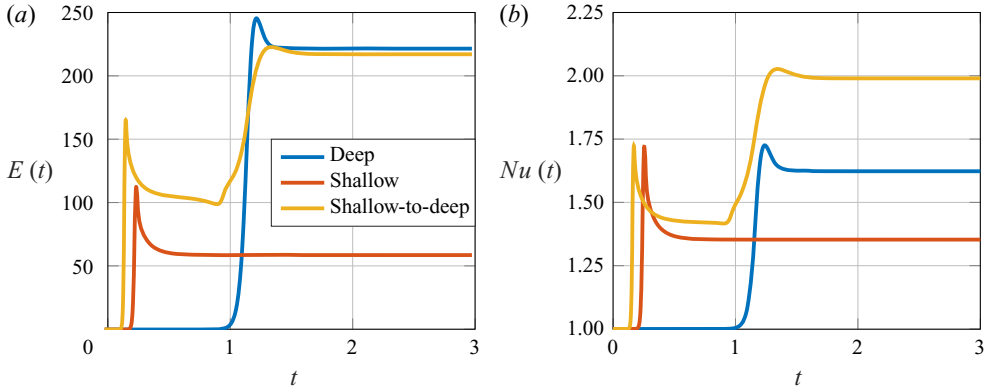 (a)
250
200
150
100
50
0
1
2
3
E (t)
t
Deep
Shallow
Shallow-to-deep
(b)
2.25
2.00
1.75
1.50
1.25
1.00
0
1
2
3
Nu (t)
t